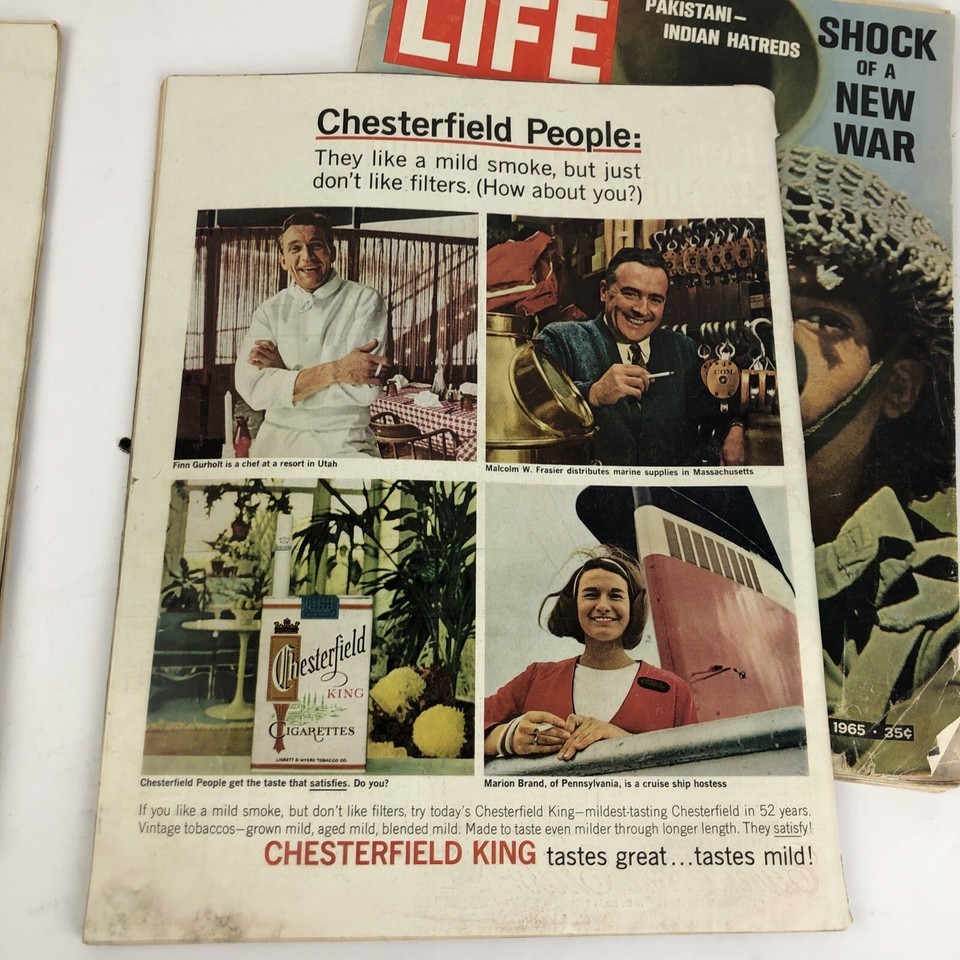 LIFE
PAKISTANI–
INDIAN HATREDS
SHOCK
OF A
NEW
WAR
1965 · 35¢
Chesterfield People:
They like a mild smoke, but just
don't like filters. (How about you?)
Finn Gurholt is a chef at a resort in Utah
COM.
Malcolm W. Frasier distributes marine supplies in Massachusetts
Chesterfield
KING
CIGARETTES
LIGGETT & MYERS TOBACCO CO.
Chesterfield People get the taste that satisfies. Do you?
Marion Brand, of Pennsylvania, is a cruise ship hostess
If you like a mild smoke, but don't like filters, try today's Chesterfield King—mildest-tasting Chesterfield in 52 years.
Vintage tobaccos—grown mild, aged mild, blended mild. Made to taste even milder through longer length. They satisfy!
CHESTERFIELD KING tastes great...tastes mild!